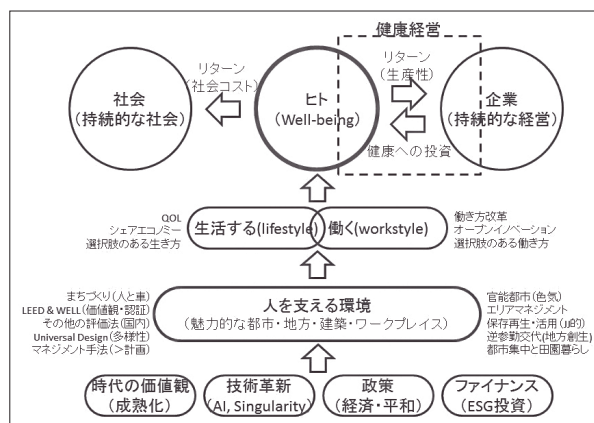 健康経営
リターン
(社会コスト)
リターン
(生産性)
社会
(持続的な社会)
ヒト
(Well-being)
企業
(持続的な経営)
健康への投資
QOL
シェアエコノミー
選択肢のある生き方
生活する(lifestyle)
働く(workstyle)
働き方改革
オープンイノベーション
選択肢のある働き方
まちづくり(人と車)
LEED & WELL(価値観・認証)
その他の評価法(国内)
Universal Design(多様性)
マネジメント手法(>計画)
人を支える環境
(魅力的な都市・地方・建築・ワークプレイス)
官能都市(色気)
エリアマネジメント
保存再生・活用(μ的)
逆参勤交代(地方創生)
都市集中と田園暮らし
時代の価値観
(成熟化)
技術革新
(AI, Singularity)
政策
(経済・平和)
ファイナンス
(ESG投資)